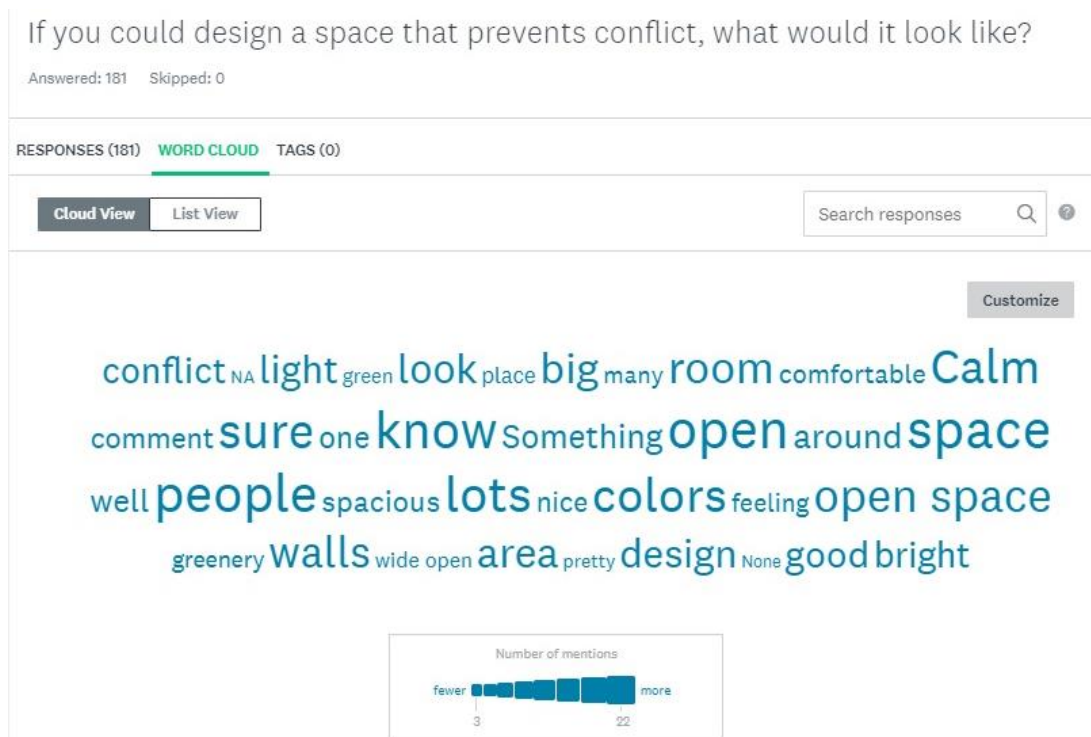 If you could design a space that prevents conflict, what would it look like?
Answered: 181 Skipped: 0
RESPONSES (181) WORD CLOUD TAGS (0)
Cloud View List View Search responses ?
Customize
conflict NA light green look place big many room comfortable Calm
comment sure one know Something open around space
well people spacious lots nice colors feeling open space
greenery walls wide open area pretty design None good bright
Number of mentions
fewer more
3 22